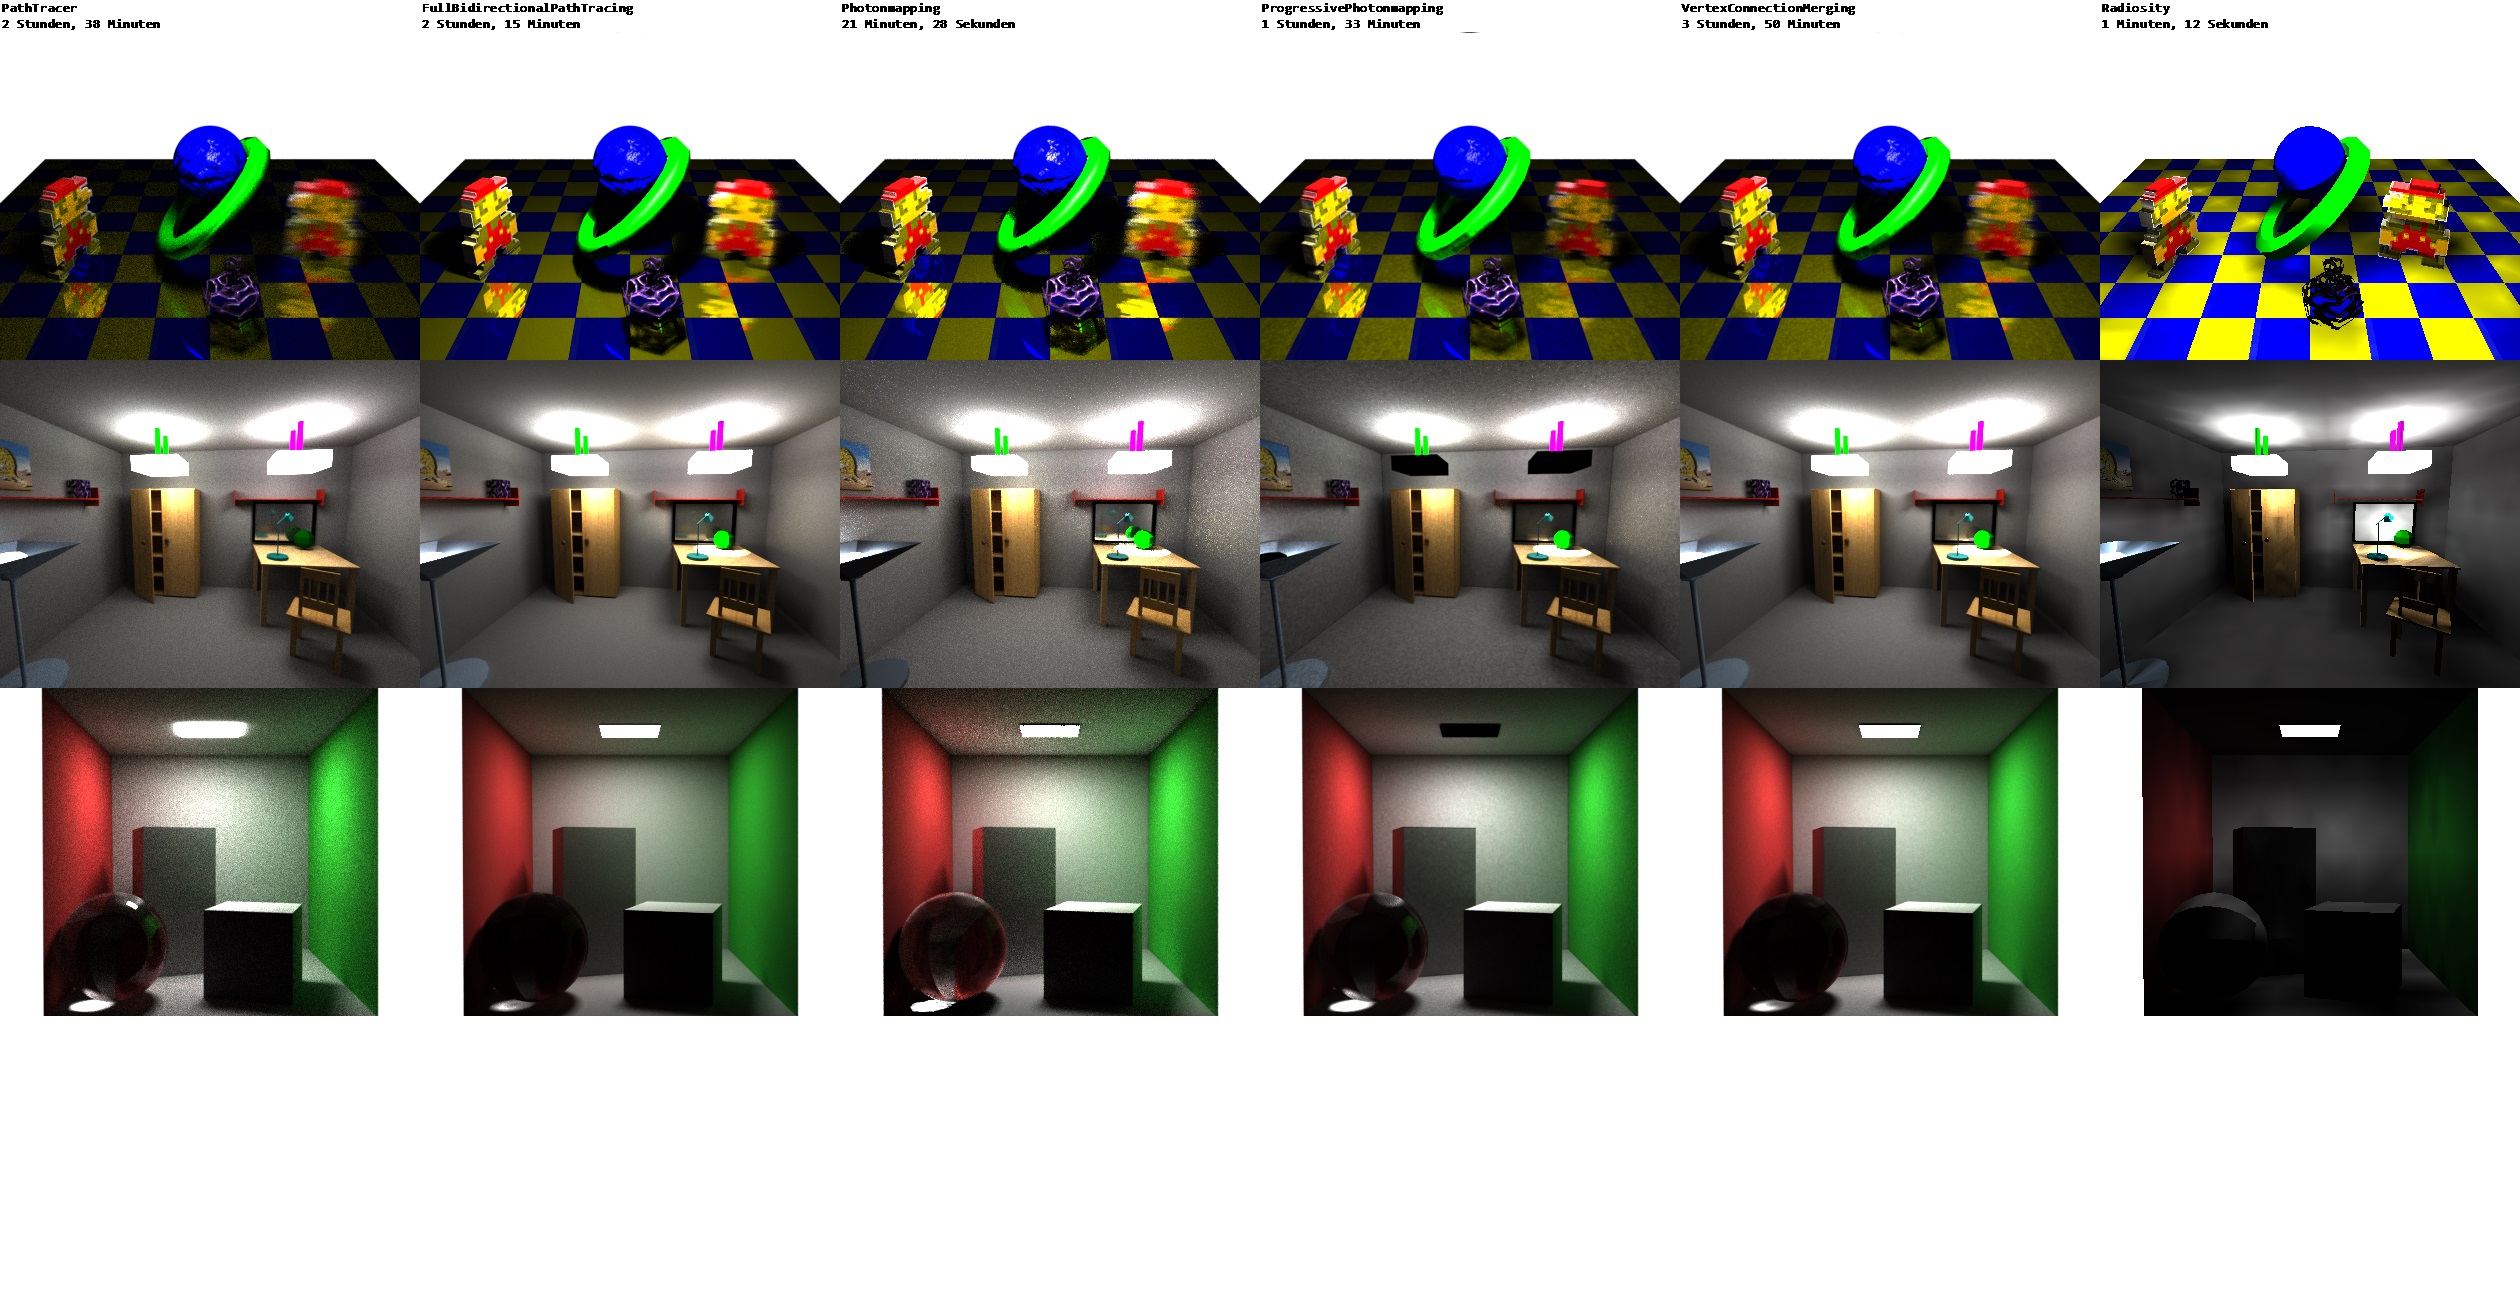 PathTracer
2 Stunden, 38 Minuten
FullBidirectionalPathTracing
2 Stunden, 15 Minuten
Photonmapping
21 Minuten, 28 Sekunden
ProgressivePhotonmapping
1 Stunden, 33 Minuten
VertexConnectionMerging
3 Stunden, 50 Minuten
Radiosity
1 Minuten, 12 Sekunden